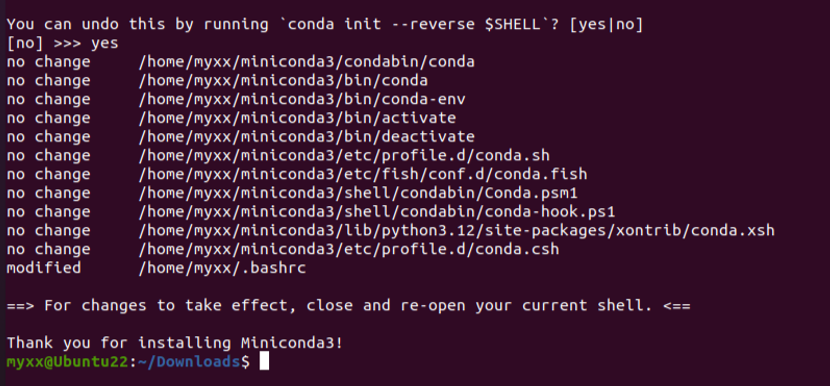 You can undo this by running `conda init --reverse $SHELL`? [yes|no]
[no] >>> yes
no change     /home/myxx/miniconda3/condabin/conda
no change     /home/myxx/miniconda3/bin/conda
no change     /home/myxx/miniconda3/bin/conda-env
no change     /home/myxx/miniconda3/bin/activate
no change     /home/myxx/miniconda3/bin/deactivate
no change     /home/myxx/miniconda3/etc/profile.d/conda.sh
no change     /home/myxx/miniconda3/etc/fish/conf.d/conda.fish
no change     /home/myxx/miniconda3/shell/condabin/Conda.psm1
no change     /home/myxx/miniconda3/shell/condabin/conda-hook.ps1
no change     /home/myxx/miniconda3/lib/python3.12/site-packages/xontrib/conda.xsh
no change     /home/myxx/miniconda3/etc/profile.d/conda.csh
modified      /home/myxx/.bashrc
==> For changes to take effect, close and re-open your current shell. <==
Thank you for installing Miniconda3!
myxx@Ubuntu22:~/Downloads$